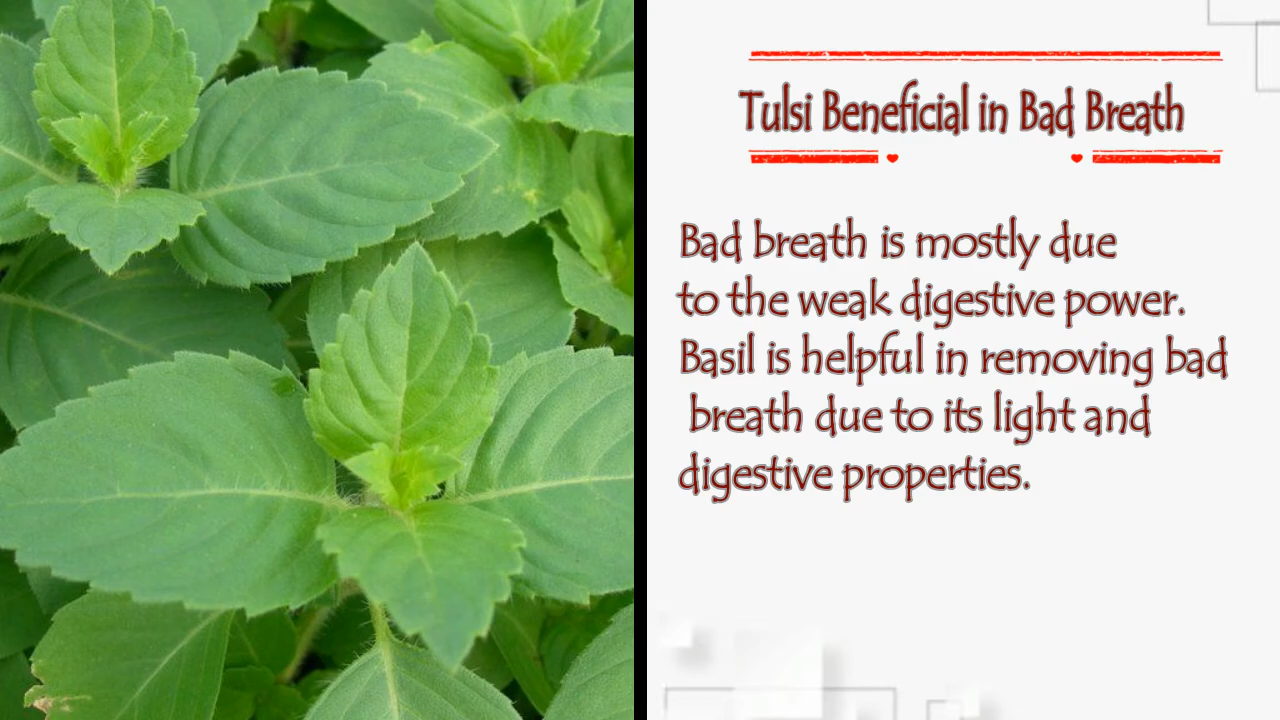 Tulsi Beneficial in Bad Breath
Bad breath is mostly due
to the weak digestive power.
Basil is helpful in removing bad
breath due to its light and
digestive properties.